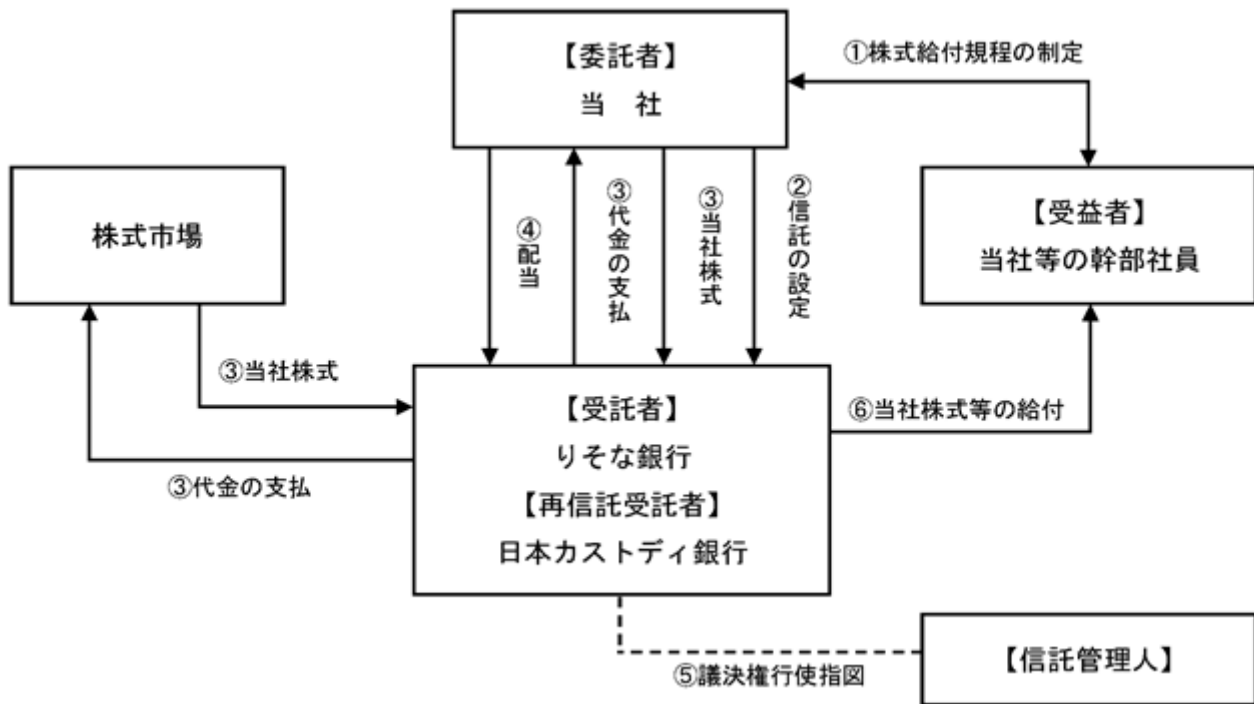 【委託者】
当　社
①株式給付規程の制定
株式市場
④配当
③代金の支払
③当社株式
②信託の設定
【受益者】
当社等の幹部社員
③当社株式
③代金の支払
【受託者】
りそな銀行
【再信託受託者】
日本カストディ銀行
⑥当社株式等の給付
⑤議決権行使指図
【信託管理人】